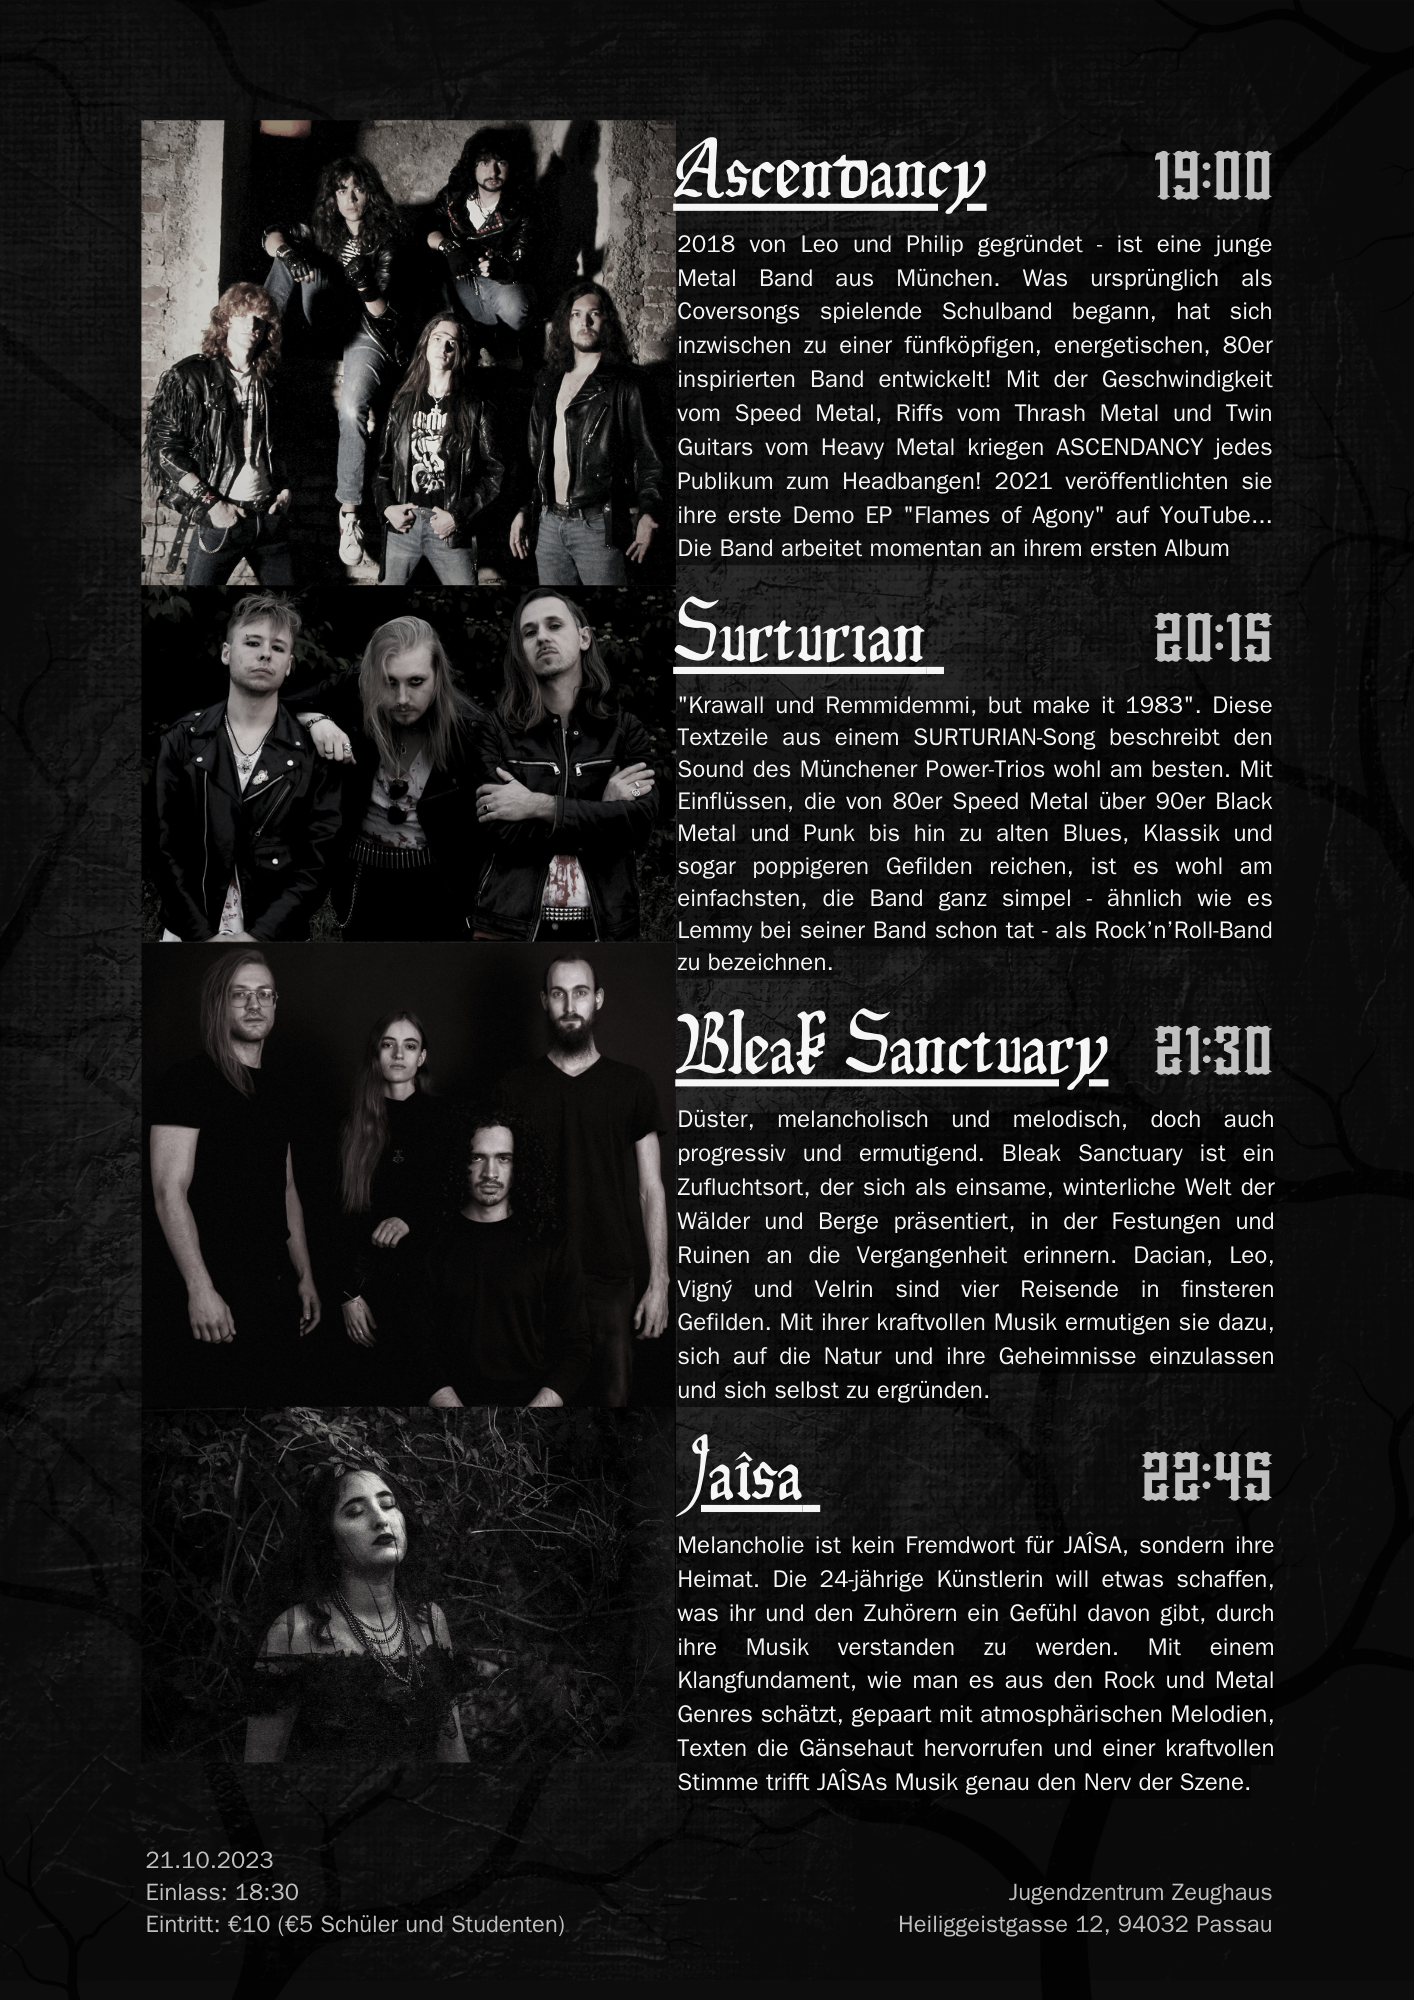 Ascendancy 19:00
2018 von Leo und Philip gegründet - ist eine junge
Metal Band aus München. Was ursprünglich als
Coversongs spielende Schulband begann, hat sich
inzwischen zu einer fünfköpfigen, energetischen, 80er
inspirierten Band entwickelt! Mit der Geschwindigkeit
vom Speed Metal, Riffs vom Thrash Metal und Twin
Guitars vom Heavy Metal kriegen ASCENDANCY jedes
Publikum zum Headbangen! 2021 veröffentlichten sie
ihre erste Demo EP "Flames of Agony" auf YouTube...
Die Band arbeitet momentan an ihrem ersten Album
Surturian 20:15
"Krawall und Remmidemmi, but make it 1983". Diese
Textzeile aus einem SURTURIAN-Song beschreibt den
Sound des Münchener Power-Trios wohl am besten. Mit
Einflüssen, die von 80er Speed Metal über 90er Black
Metal und Punk bis hin zu alten Blues, Klassik und
sogar poppigeren Gefilden reichen, ist es wohl am
einfachsten, die Band ganz simpel - ähnlich wie es
Lemmy bei seiner Band schon tat - als Rock’n’Roll-Band
zu bezeichnen.
Bleak Sanctuary 21:30
Düster, melancholisch und melodisch, doch auch
progressiv und ermutigend. Bleak Sanctuary ist ein
Zufluchtsort, der sich als einsame, winterliche Welt der
Wälder und Berge präsentiert, in der Festungen und
Ruinen an die Vergangenheit erinnern. Dacian, Leo,
Vigný und Velrin sind vier Reisende in finsteren
Gefilden. Mit ihrer kraftvollen Musik ermutigen sie dazu,
sich auf die Natur und ihre Geheimnisse einzulassen
und sich selbst zu ergründen.
Jaîsa 22:45
Melancholie ist kein Fremdwort für JAÎSA, sondern ihre
Heimat. Die 24-jährige Künstlerin will etwas schaffen,
was ihr und den Zuhörern ein Gefühl davon gibt, durch
ihre Musik verstanden zu werden. Mit einem
Klangfundament, wie man es aus den Rock und Metal
Genres schätzt, gepaart mit atmosphärischen Melodien,
Texten die Gänsehaut hervorrufen und einer kraftvollen
Stimme trifft JAÎSAs Musik genau den Nerv der Szene.
21.10.2023
Einlass: 18:30
Eintritt: €10 (€5 Schüler und Studenten)
Jugendzentrum Zeughaus
Heiliggeistgasse 12, 94032 Passau